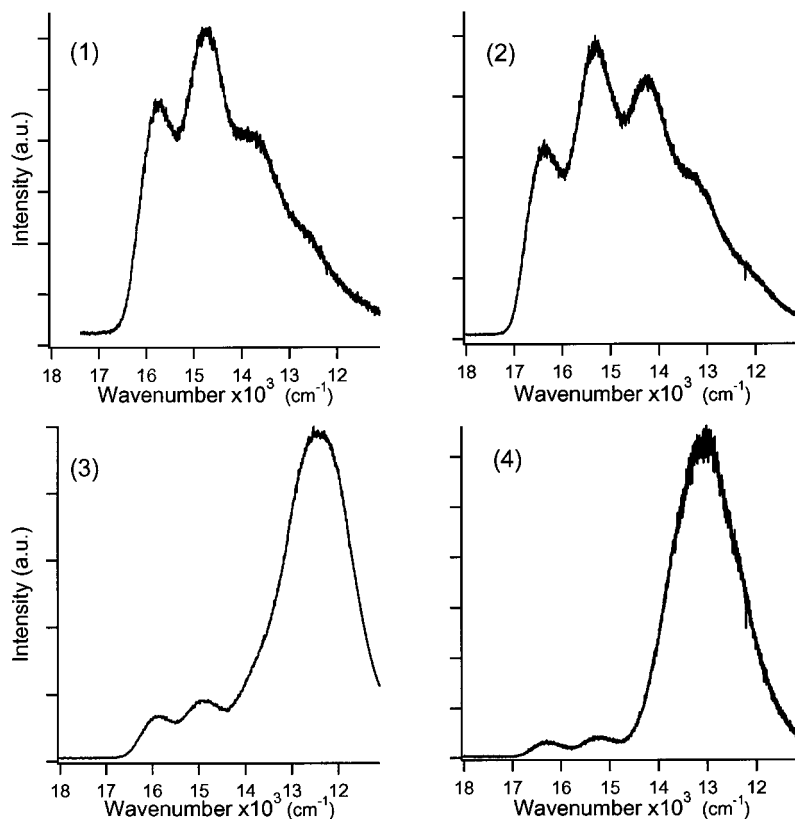 (1)
Intensity (a.u.)
18 17 16 15 14 13 12
Wavenumber x10³ (cm⁻¹)
(2)
18 17 16 15 14 13 12
Wavenumber x10³ (cm⁻¹)
(3)
Intensity (a.u.)
18 17 16 15 14 13 12
Wavenumber x10³ (cm⁻¹)
(4)
18 17 16 15 14 13 12
Wavenumber x10³ (cm⁻¹)